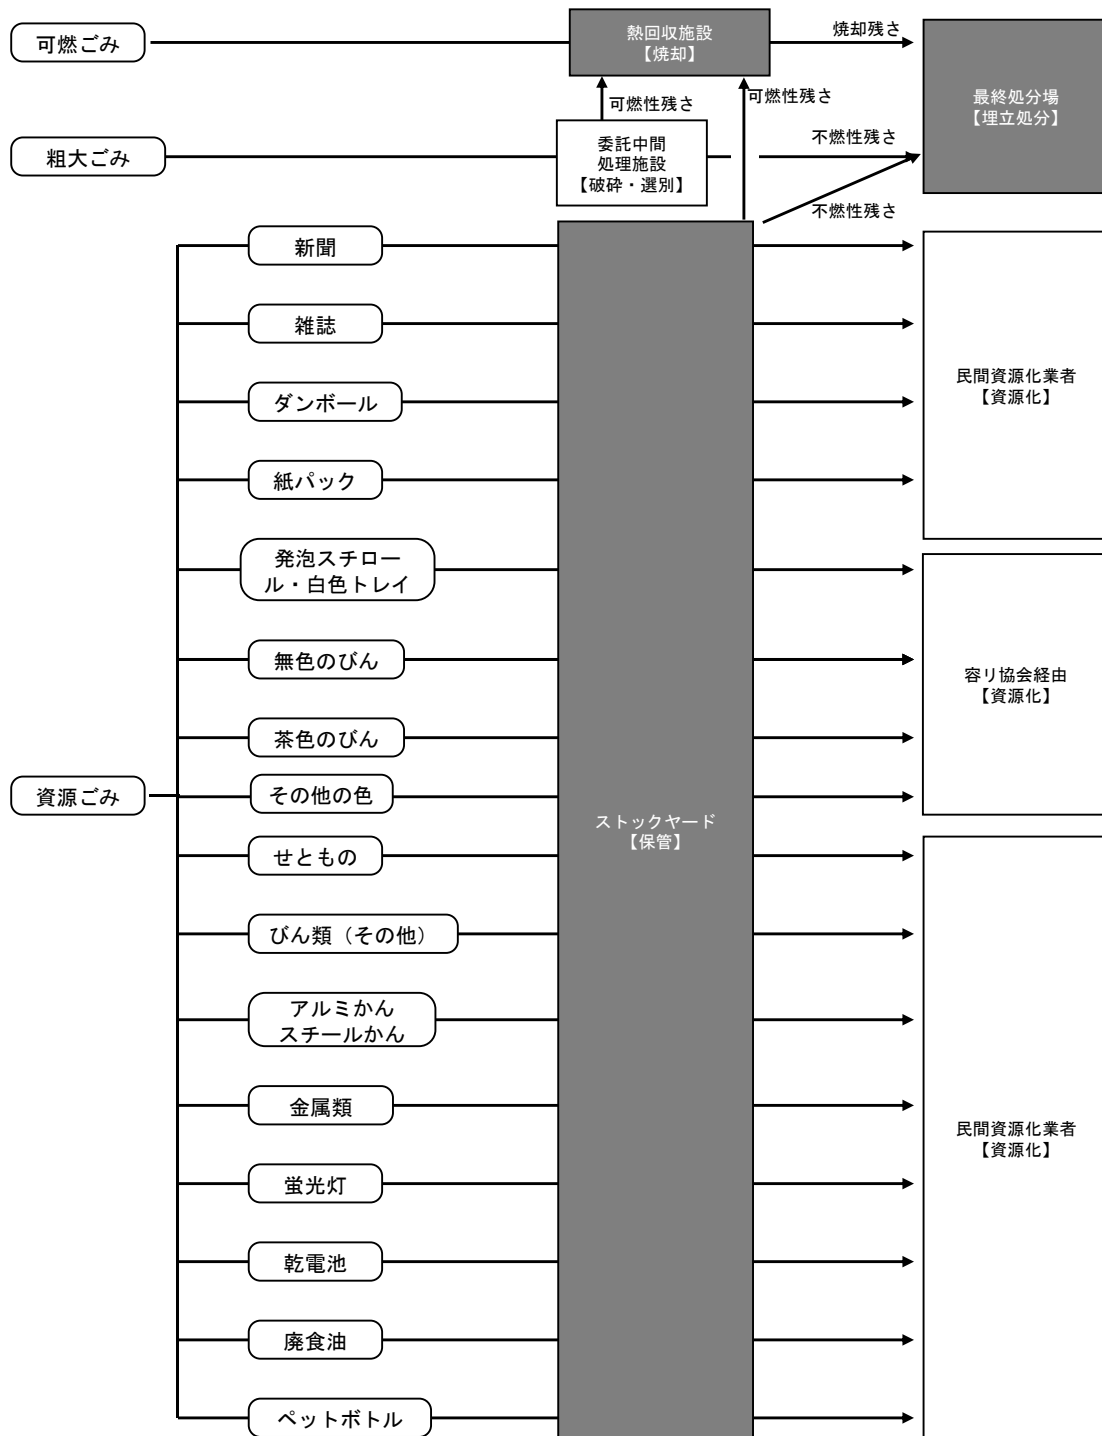 可燃ごみ
熱回収施設
【焼却】
焼却残さ
最終処分場
【埋立処分】
可燃性残さ
可燃性残さ
粗大ごみ
委託中間
処理施設
【破砕・選別】
不燃性残さ
不燃性残さ
新聞
雑誌
ダンボール
紙パック
民間資源化業者
【資源化】
発泡スチロー
ル・白色トレイ
無色のびん
茶色のびん
容リ協会経由
【資源化】
資源ごみ
その他の色
ストックヤード
【保管】
せともの
びん類（その他）
アルミかん
スチールかん
金属類
民間資源化業者
【資源化】
蛍光灯
乾電池
廃食油
ペットボトル